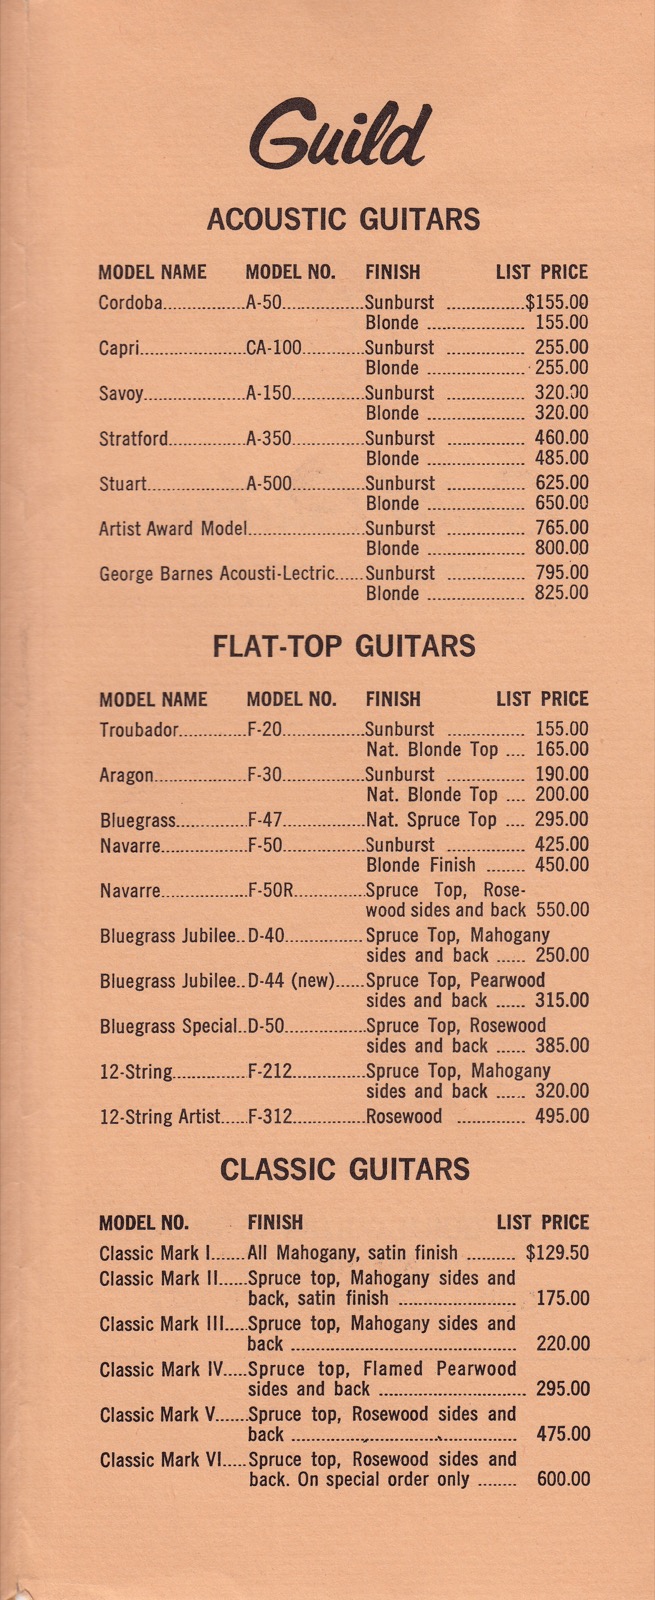 Guild
ACOUSTIC GUITARS
MODEL NAME MODEL NO. FINISH LIST PRICE
Cordoba..............A-50....................Sunburst ..............$155.00
Blonde ................. 155.00
Capri..................CA-100...............Sunburst .............. 255.00
Blonde ................. 255.00
Savoy.................A-150.................Sunburst .............. 320.00
Blonde ................. 320.00
Stratford.............A-350.................Sunburst .............. 460.00
Blonde ................. 485.00
Stuart.................A-500.................Sunburst .............. 625.00
Blonde ................. 650.00
Artist Award Model.....................Sunburst .............. 765.00
Blonde ................. 800.00
George Barnes Acousti-Lectric......Sunburst .............. 795.00
Blonde ................. 825.00
FLAT-TOP GUITARS
MODEL NAME MODEL NO. FINISH LIST PRICE
Troubador............F-20...................Sunburst .............. 155.00
Nat. Blonde Top .... 165.00
Aragon................F-30...................Sunburst .............. 190.00
Nat. Blonde Top .... 200.00
Bluegrass............F-47...................Nat. Spruce Top .... 295.00
Navarre...............F-50...................Sunburst .............. 425.00
Blonde Finish ........ 450.00
Navarre...............F-50R.................Spruce Top, Rose-
wood sides and back 550.00
Bluegrass Jubilee..D-40..................Spruce Top, Mahogany
sides and back ...... 250.00
Bluegrass Jubilee..D-44 (new)......Spruce Top, Pearwood
sides and back ...... 315.00
Bluegrass Special..D-50..................Spruce Top, Rosewood
sides and back ...... 385.00
12-String.............F-212.................Spruce Top, Mahogany
sides and back ...... 320.00
12-String Artist.....F-312.................Rosewood ............ 495.00
CLASSIC GUITARS
MODEL NO. FINISH LIST PRICE
Classic Mark I.......All Mahogany, satin finish ......... $129.50
Classic Mark II......Spruce top, Mahogany sides and
back, satin finish ..................... 175.00
Classic Mark III.....Spruce top, Mahogany sides and
back ........................................ 220.00
Classic Mark IV.....Spruce top, Flamed Pearwood
sides and back .......................... 295.00
Classic Mark V.......Spruce top, Rosewood sides and
back ........................................ 475.00
Classic Mark VI.....Spruce top, Rosewood sides and
back. On special order only ........ 600.00